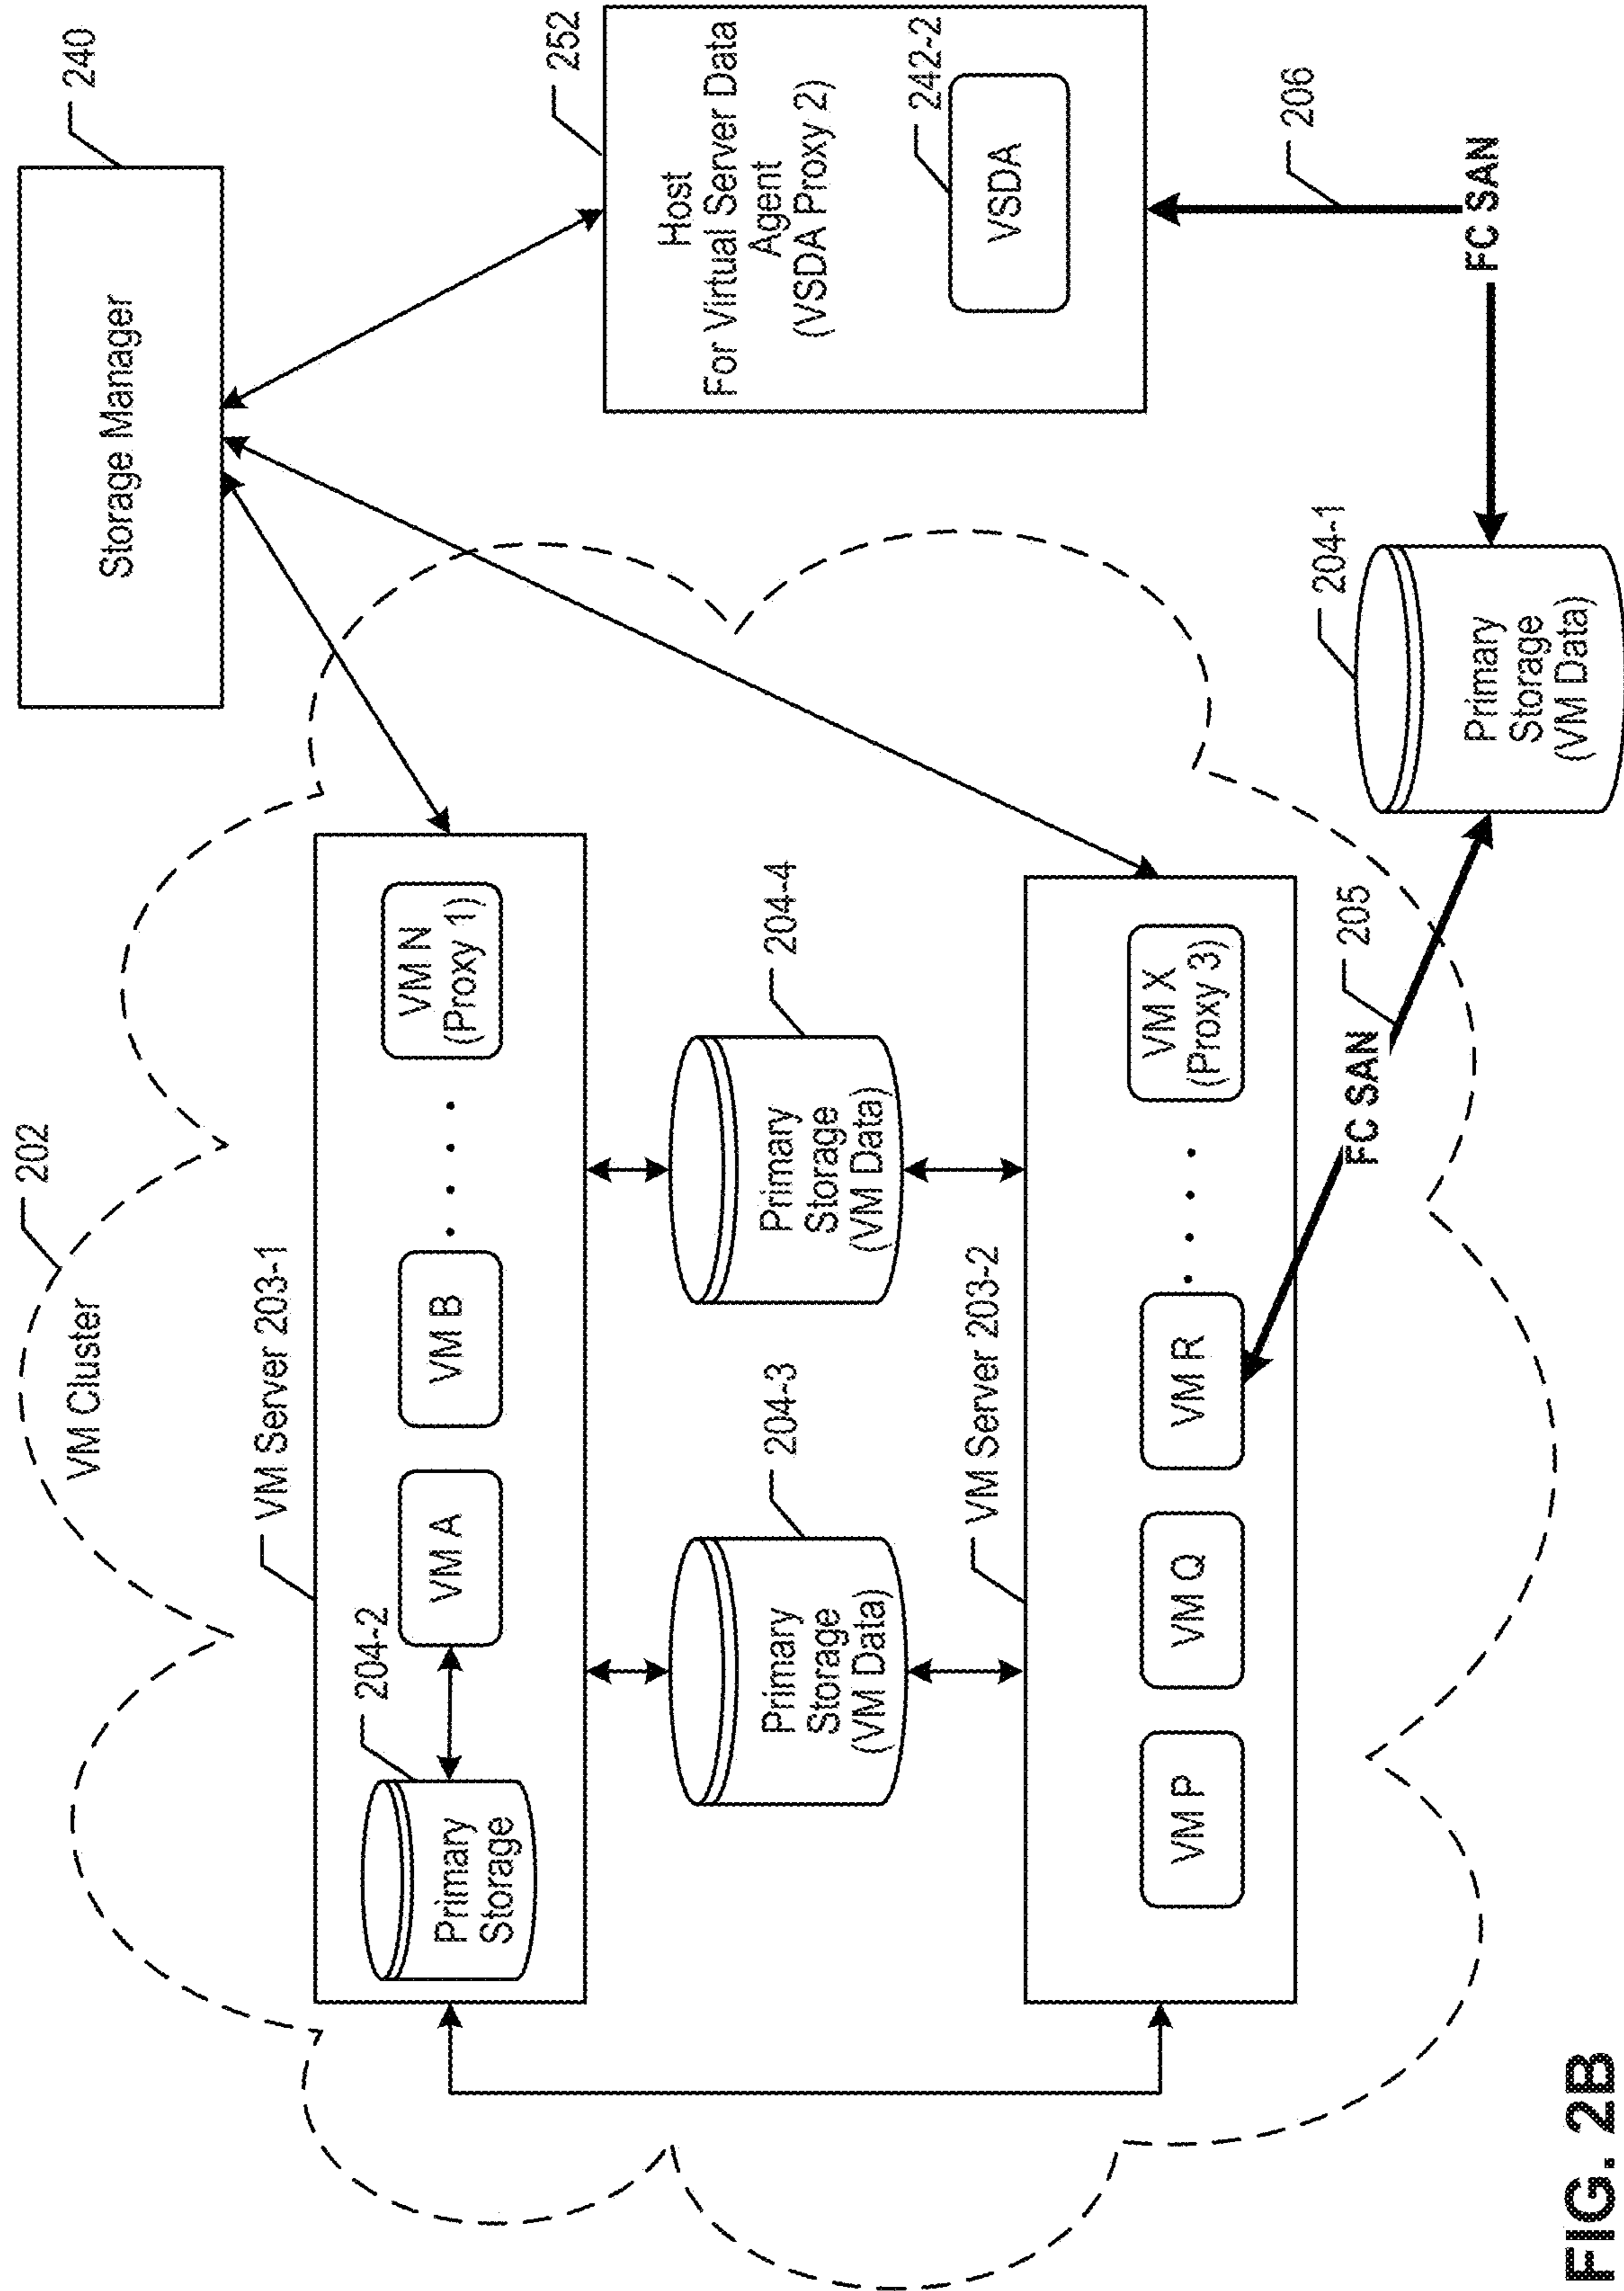 202
VM Cluster
240
Storage Manager
VM Server 203-1
204-2
Primary
Storage
VM A
VM B
VM N
(Proxy 1)
252
Host
For Virtual Server Data
Agent
(VSDA Proxy 2)
242-2
VSDA
204-3
Primary
Storage
(VM Data)
204-4
Primary
Storage
(VM Data)
VM Server 203-2
VM P
VM Q
VM R
VM X
(Proxy 3)
FC SAN
205
204-1
Primary
Storage
(VM Data)
206
FC SAN
FIG. 2B